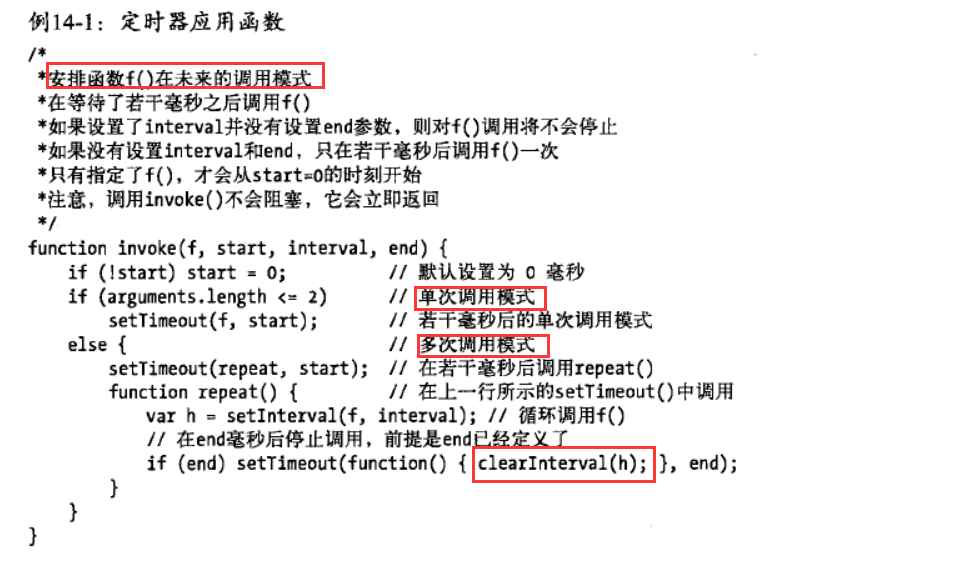 例14-1：定时器应用函数
/*
*安排函数f()在未来的调用模式
*在等待了若干毫秒之后调用f()
*如果设置了interval并没有设置end参数，则对f()调用将不会停止
*如果没有设置interval和end，只在若干毫秒后调用f()一次
*只有指定了f()，才会从start=0的时刻开始
*注意，调用invoke()不会阻塞，它会立即返回
*/
function invoke(f, start, interval, end) {
if (!start) start = 0; // 默认设置为 0 毫秒
if (arguments.length <= 2) // 单次调用模式
setTimeout(f, start); // 若干毫秒后的单次调用模式
else { // 多次调用模式
setTimeout(repeat, start); // 在若干毫秒后调用repeat()
function repeat() { // 在上一行所示的setTimeout()中调用
var h = setInterval(f, interval); // 循环调用f()
// 在end毫秒后停止调用，前提是end已经定义了
if (end) setTimeout(function() { clearInterval(h); }, end);
}
}
}